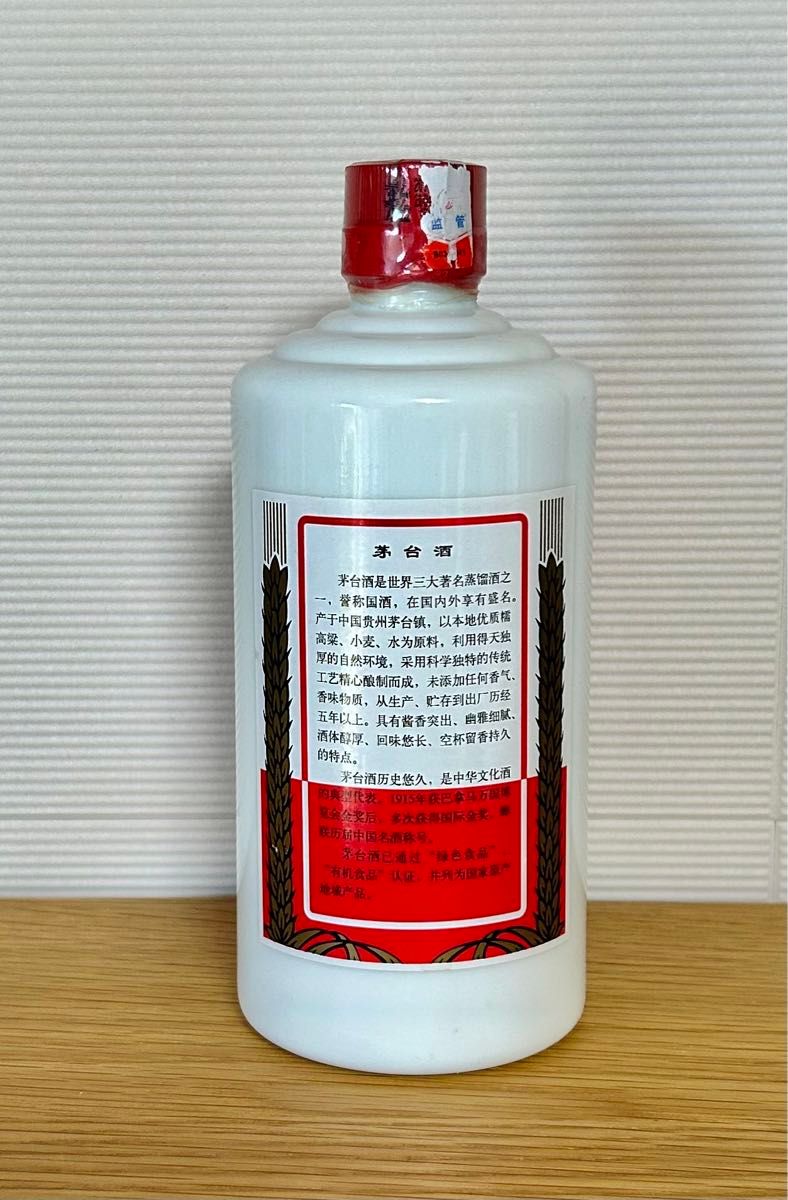 监管
茅台酒
茅台酒是世界三大著名蒸馏酒之
一，誉称国酒，在国内外享有盛名。
产于中国贵州茅台镇，以本地优质糯
高粱、小麦、水为原料，利用得天独
厚的自然环境，采用科学独特的传统
工艺精心酿制而成，未添加任何香气、
香味物质，从生产、贮存到出厂历经
五年以上。具有酱香突出、幽雅细腻、
酒体醇厚、回味悠长、空杯留香持久
的特点。
茅台酒历史悠久，是中华文化酒
的典型代表。1915年获巴拿马万国博
览会金奖后，多次获得国际金奖，蝉
联历届中国名酒称号。
茅台酒已通过“绿色食品”
“有机食品”认证，并列为国家原产
地域产品。